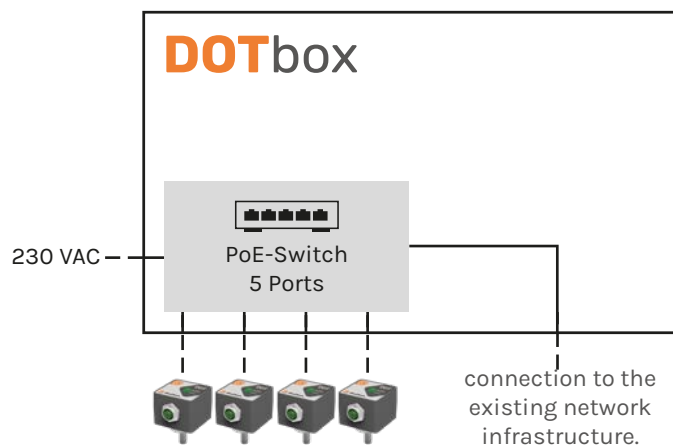 DOTbox
230 VAC
PoE-Switch
5 Ports
connection to the
existing network
infrastructure.